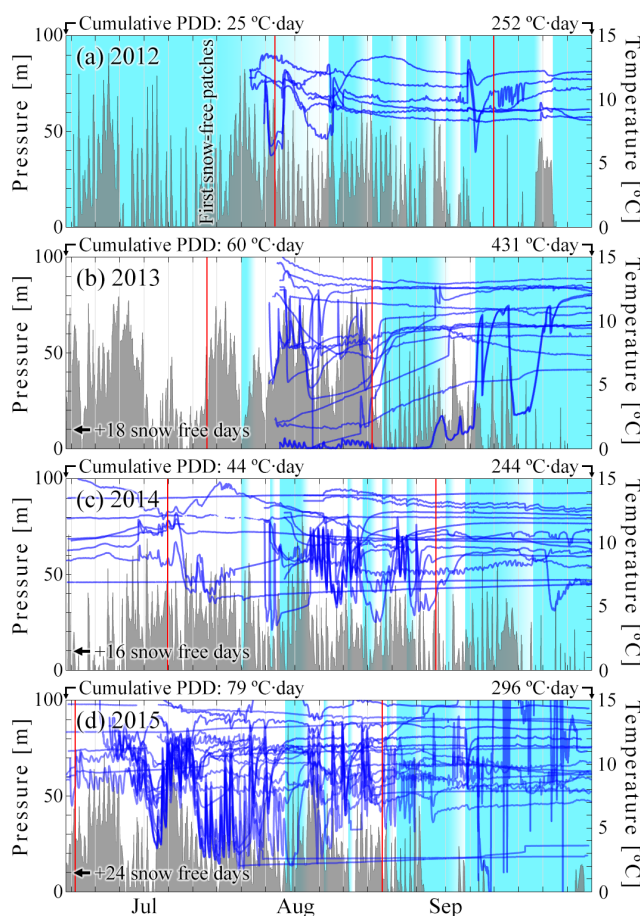 Cumulative PDD: 25 ºC·day 252 ºC·day
100 15
(a) 2012
First snow-free patches
Pressure [m]
Temperature [ºC]
50 10
5
0 0
Cumulative PDD: 60 ºC·day 431 ºC·day
100 15
(b) 2013
Pressure [m]
Temperature [ºC]
50 10
5
+18 snow free days
0 0
Cumulative PDD: 44 ºC·day 244 ºC·day
100 15
(c) 2014
Pressure [m]
Temperature [ºC]
50 10
5
+16 snow free days
0 0
Cumulative PDD: 79 ºC·day 296 ºC·day
100 15
(d) 2015
Pressure [m]
Temperature [ºC]
50 10
5
+24 snow free days
0 0
Jul Aug Sep